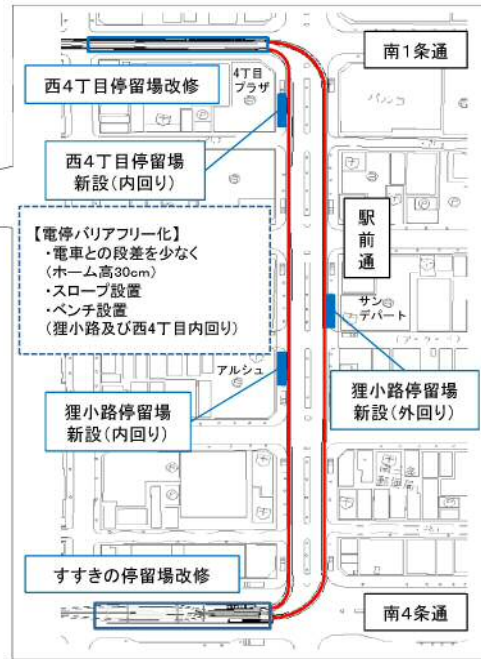 南1条通
西4丁目停留場改修
4丁目
プラザ
パルコ
西4丁目停留場
新設(内回り)
【電停バリアフリー化】
・電車との段差を少なく
(ホーム高30cm)
・スロープ設置
・ベンチ設置
(狸小路及び西4丁目内回り)
駅前通
サン
デパート
アルシュ
狸小路停留場
新設(内回り)
狸小路停留場
新設(外回り)
すすきの停留場改修
南4条通